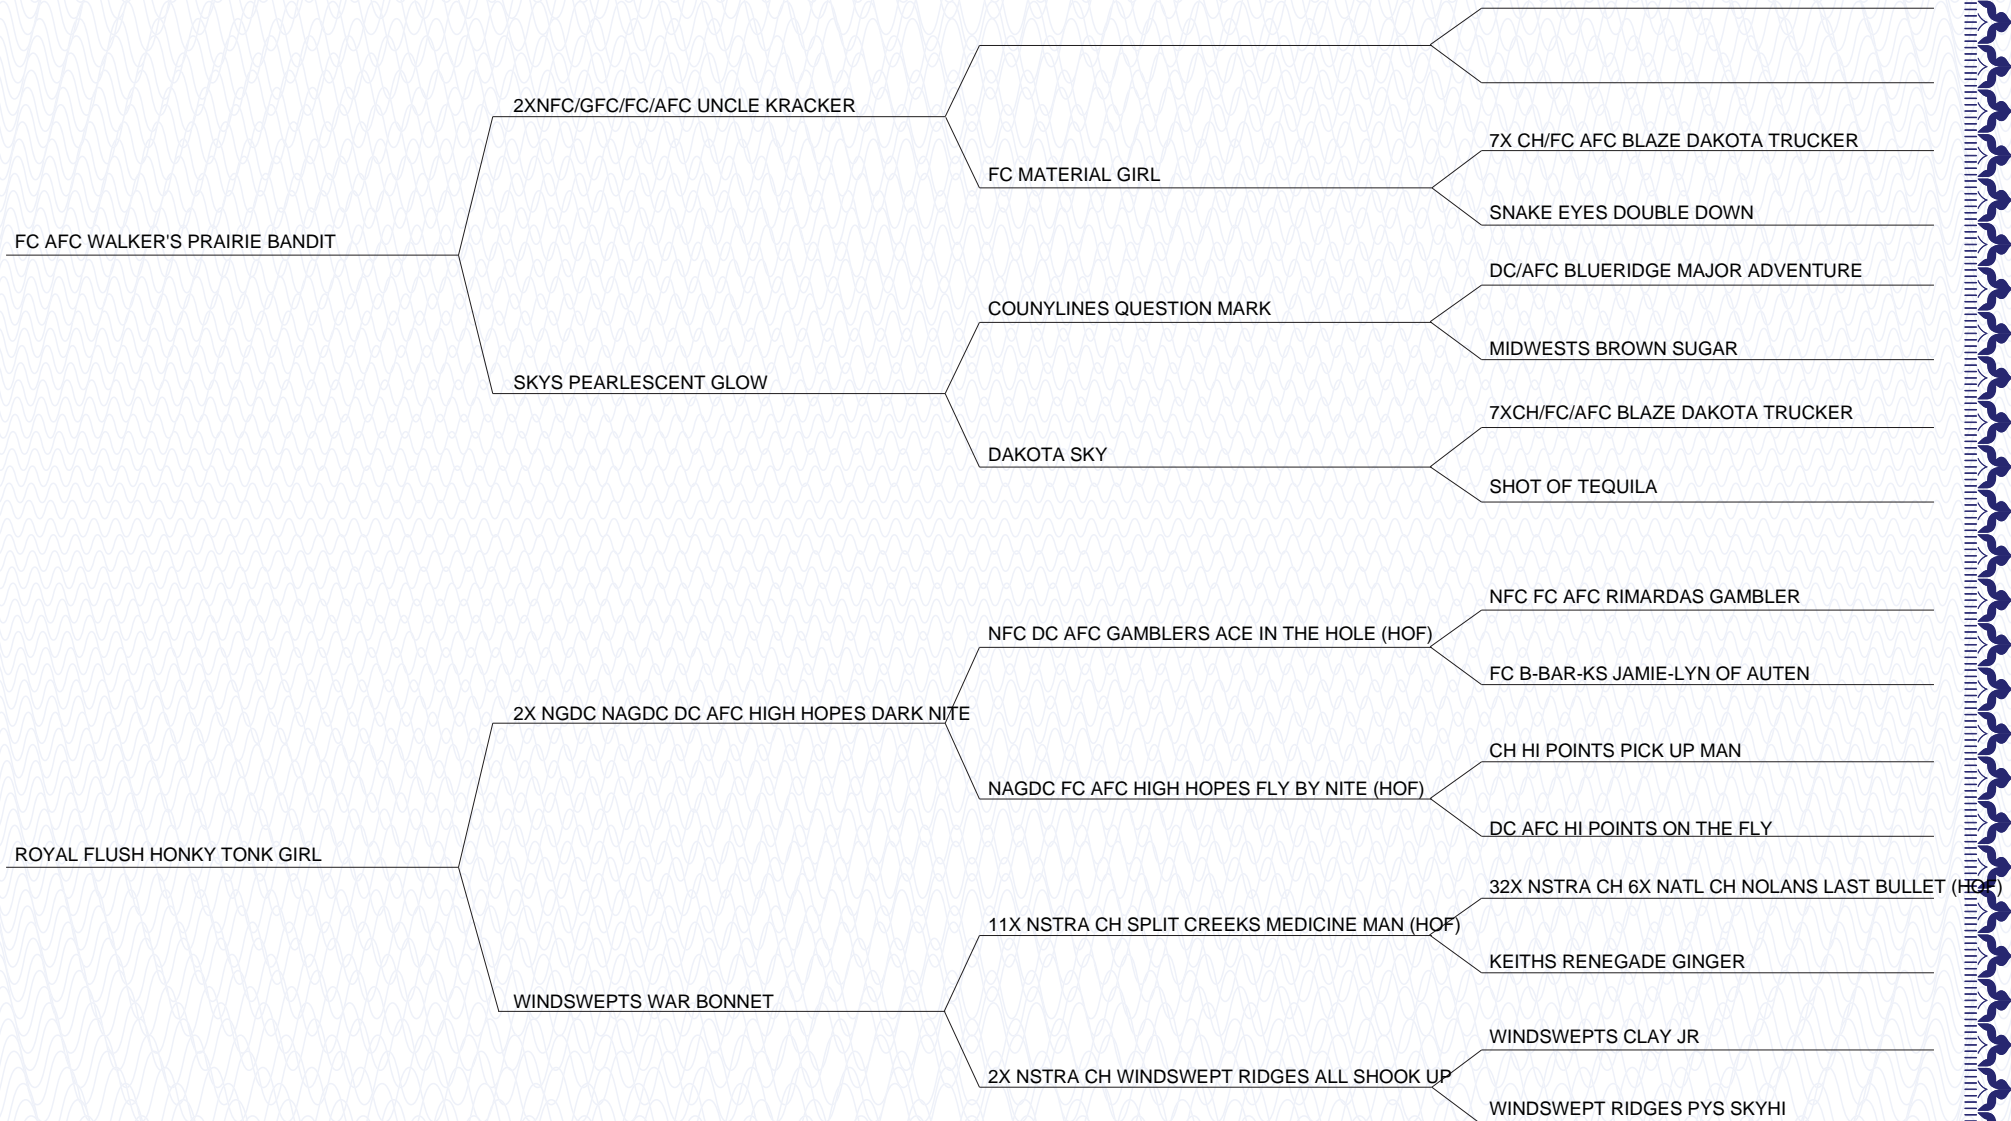 2XNFC/GFC/FC/AFC UNCLE KRACKER
7X CH/FC AFC BLAZE DAKOTA TRUCKER
FC MATERIAL GIRL
SNAKE EYES DOUBLE DOWN
FC AFC WALKER'S PRAIRIE BANDIT
DC/AFC BLUERIDGE MAJOR ADVENTURE
COUNYLINES QUESTION MARK
MIDWESTS BROWN SUGAR
SKYS PEARLESCENT GLOW
7XCH/FC/AFC BLAZE DAKOTA TRUCKER
DAKOTA SKY
SHOT OF TEQUILA
NFC FC AFC RIMARDAS GAMBLER
NFC DC AFC GAMBLERS ACE IN THE HOLE (HOF)
FC B-BAR-KS JAMIE-LYN OF AUTEN
2X NGDC NAGDC DC AFC HIGH HOPES DARK NITE
CH HI POINTS PICK UP MAN
NAGDC FC AFC HIGH HOPES FLY BY NITE (HOF)
DC AFC HI POINTS ON THE FLY
ROYAL FLUSH HONKY TONK GIRL
32X NSTRA CH 6X NATL CH NOLANS LAST BULLET (HOF)
11X NSTRA CH SPLIT CREEKS MEDICINE MAN (HOF)
KEITHS RENEGADE GINGER
WINDSWEPTS WAR BONNET
WINDSWEPTS CLAY JR
2X NSTRA CH WINDSWEPT RIDGES ALL SHOOK UP
WINDSWEPT RIDGES PYS SKYHI